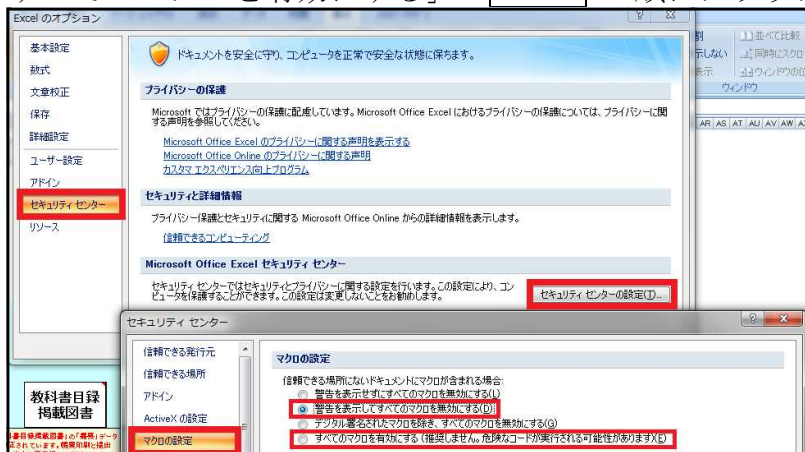 Excel のオプション
基本設定
数式
文章校正
保存
詳細設定
ユーザー設定
アドイン
セキュリティ センター
リソース
ドキュメントを安全に守り、コンピュータを正常で安全な状態に保ちます。
プライバシーの保護
Microsoft ではプライバシーの保護に配慮しています。Microsoft Office Excel におけるプライバシーの保護については、プライバシーに関
する声明を参照してください。
Microsoft Office Excel のプライバシーに関する声明を表示する
Microsoft Office Online のプライバシーに関する声明
カスタマ エクスペリエンス向上プログラム
セキュリティと詳細情報
プライバシー保護とセキュリティに関する Microsoft Office Online からの詳細情報を表示します。
信頼できるコンピューティング
Microsoft Office Excel セキュリティ センター
セキュリティ センターではセキュリティとプライバシーに関する設定を行います。この設定により、コン
ピュータを保護することができます。この設定は変更しないことをお勧めします。
セキュリティ センターの設定(T)...
割
示しない
表示
並べて比較
同時にスクロ
ウィンドウの位
ウィンドウ
AR AS AT AU AV AW AX
セキュリティ センター
信頼できる発行元
信頼できる場所
アドイン
ActiveX の設定
マクロの設定
マクロの設定
信頼できる場所にないドキュメントにマクロが含まれる場合:
警告を表示せずにすべてのマクロを無効にする(L)
警告を表示してすべてのマクロを無効にする(D)
デジタル署名されたマクロを除き、すべてのマクロを無効にする(G)
すべてのマクロを有効にする (推奨しません。危険なコードが実行される可能性があります)(E)
教科書目録
掲載図書